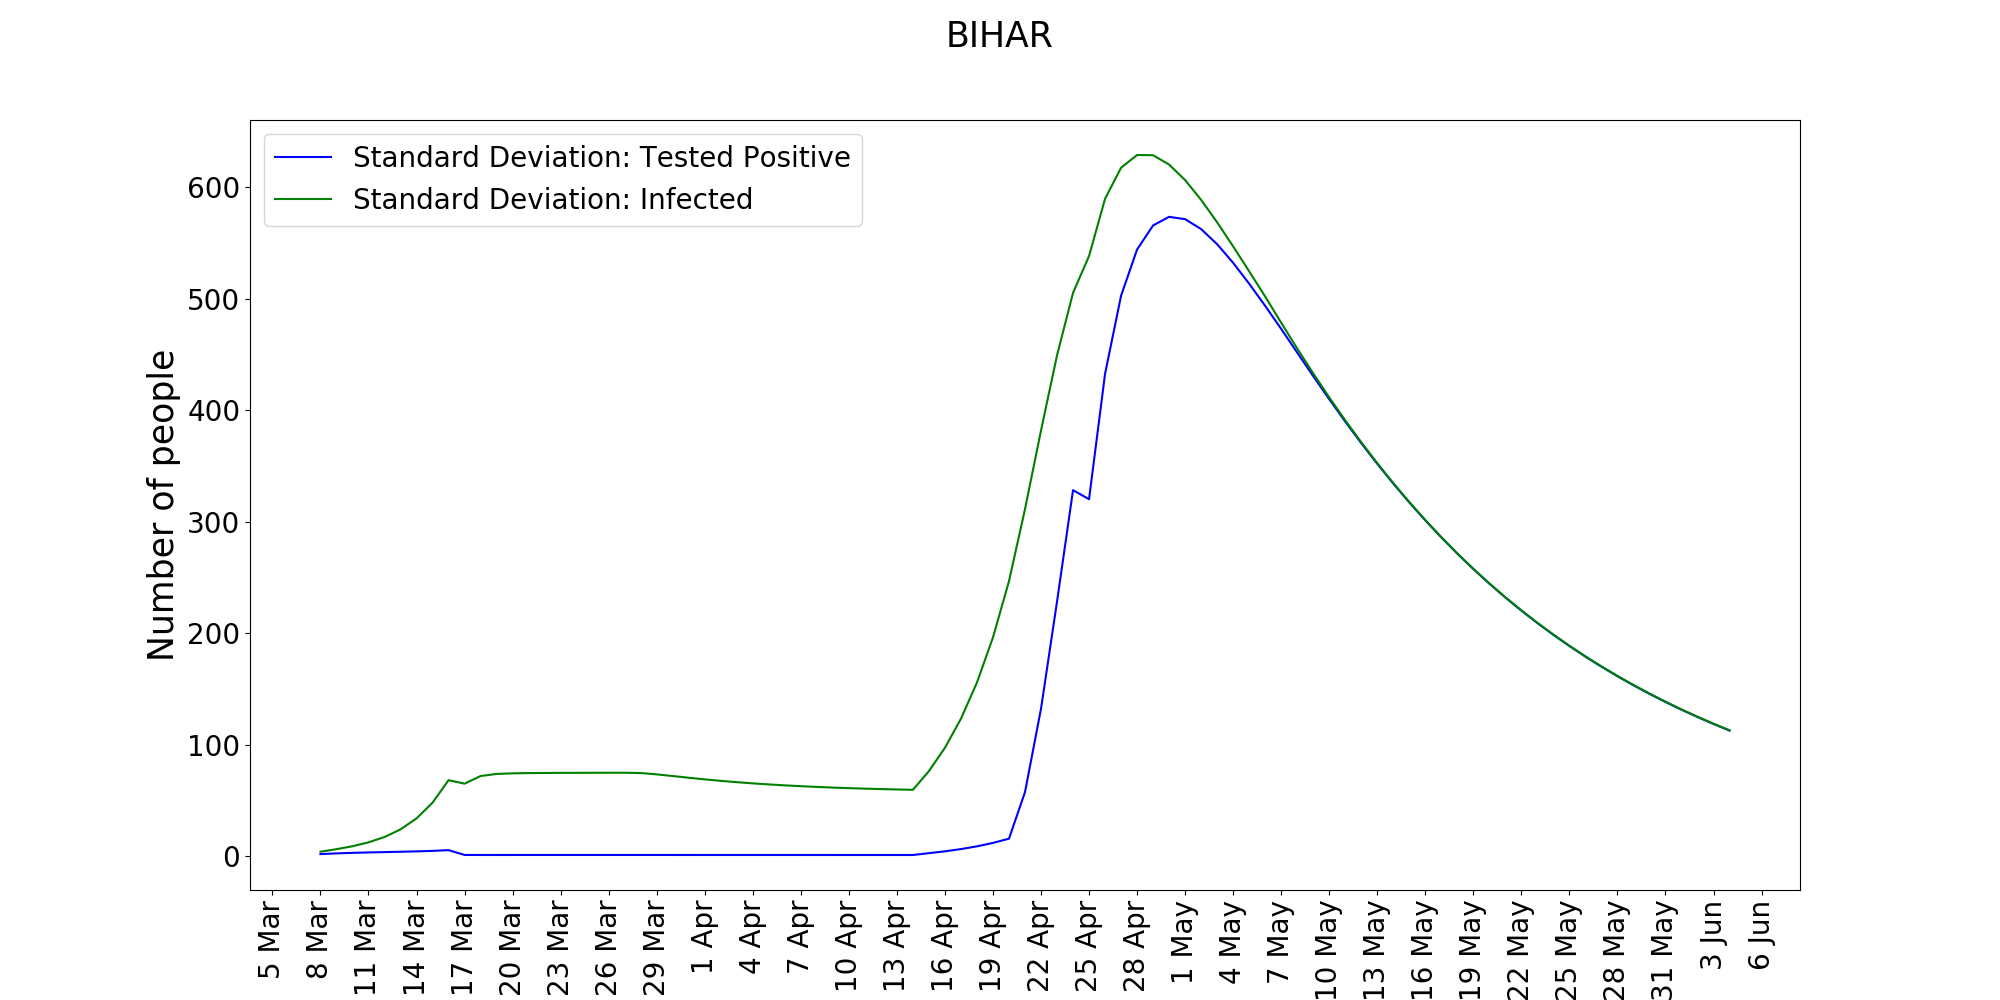 BIHAR
Standard Deviation: Tested Positive
Standard Deviation: Infected
Number of people
600
500
400
300
200
100
0
5 Mar
8 Mar
11 Mar
14 Mar
17 Mar
20 Mar
23 Mar
26 Mar
29 Mar
1 Apr
4 Apr
7 Apr
10 Apr
13 Apr
16 Apr
19 Apr
22 Apr
25 Apr
28 Apr
1 May
4 May
7 May
10 May
13 May
16 May
19 May
22 May
25 May
28 May
31 May
3 Jun
6 Jun